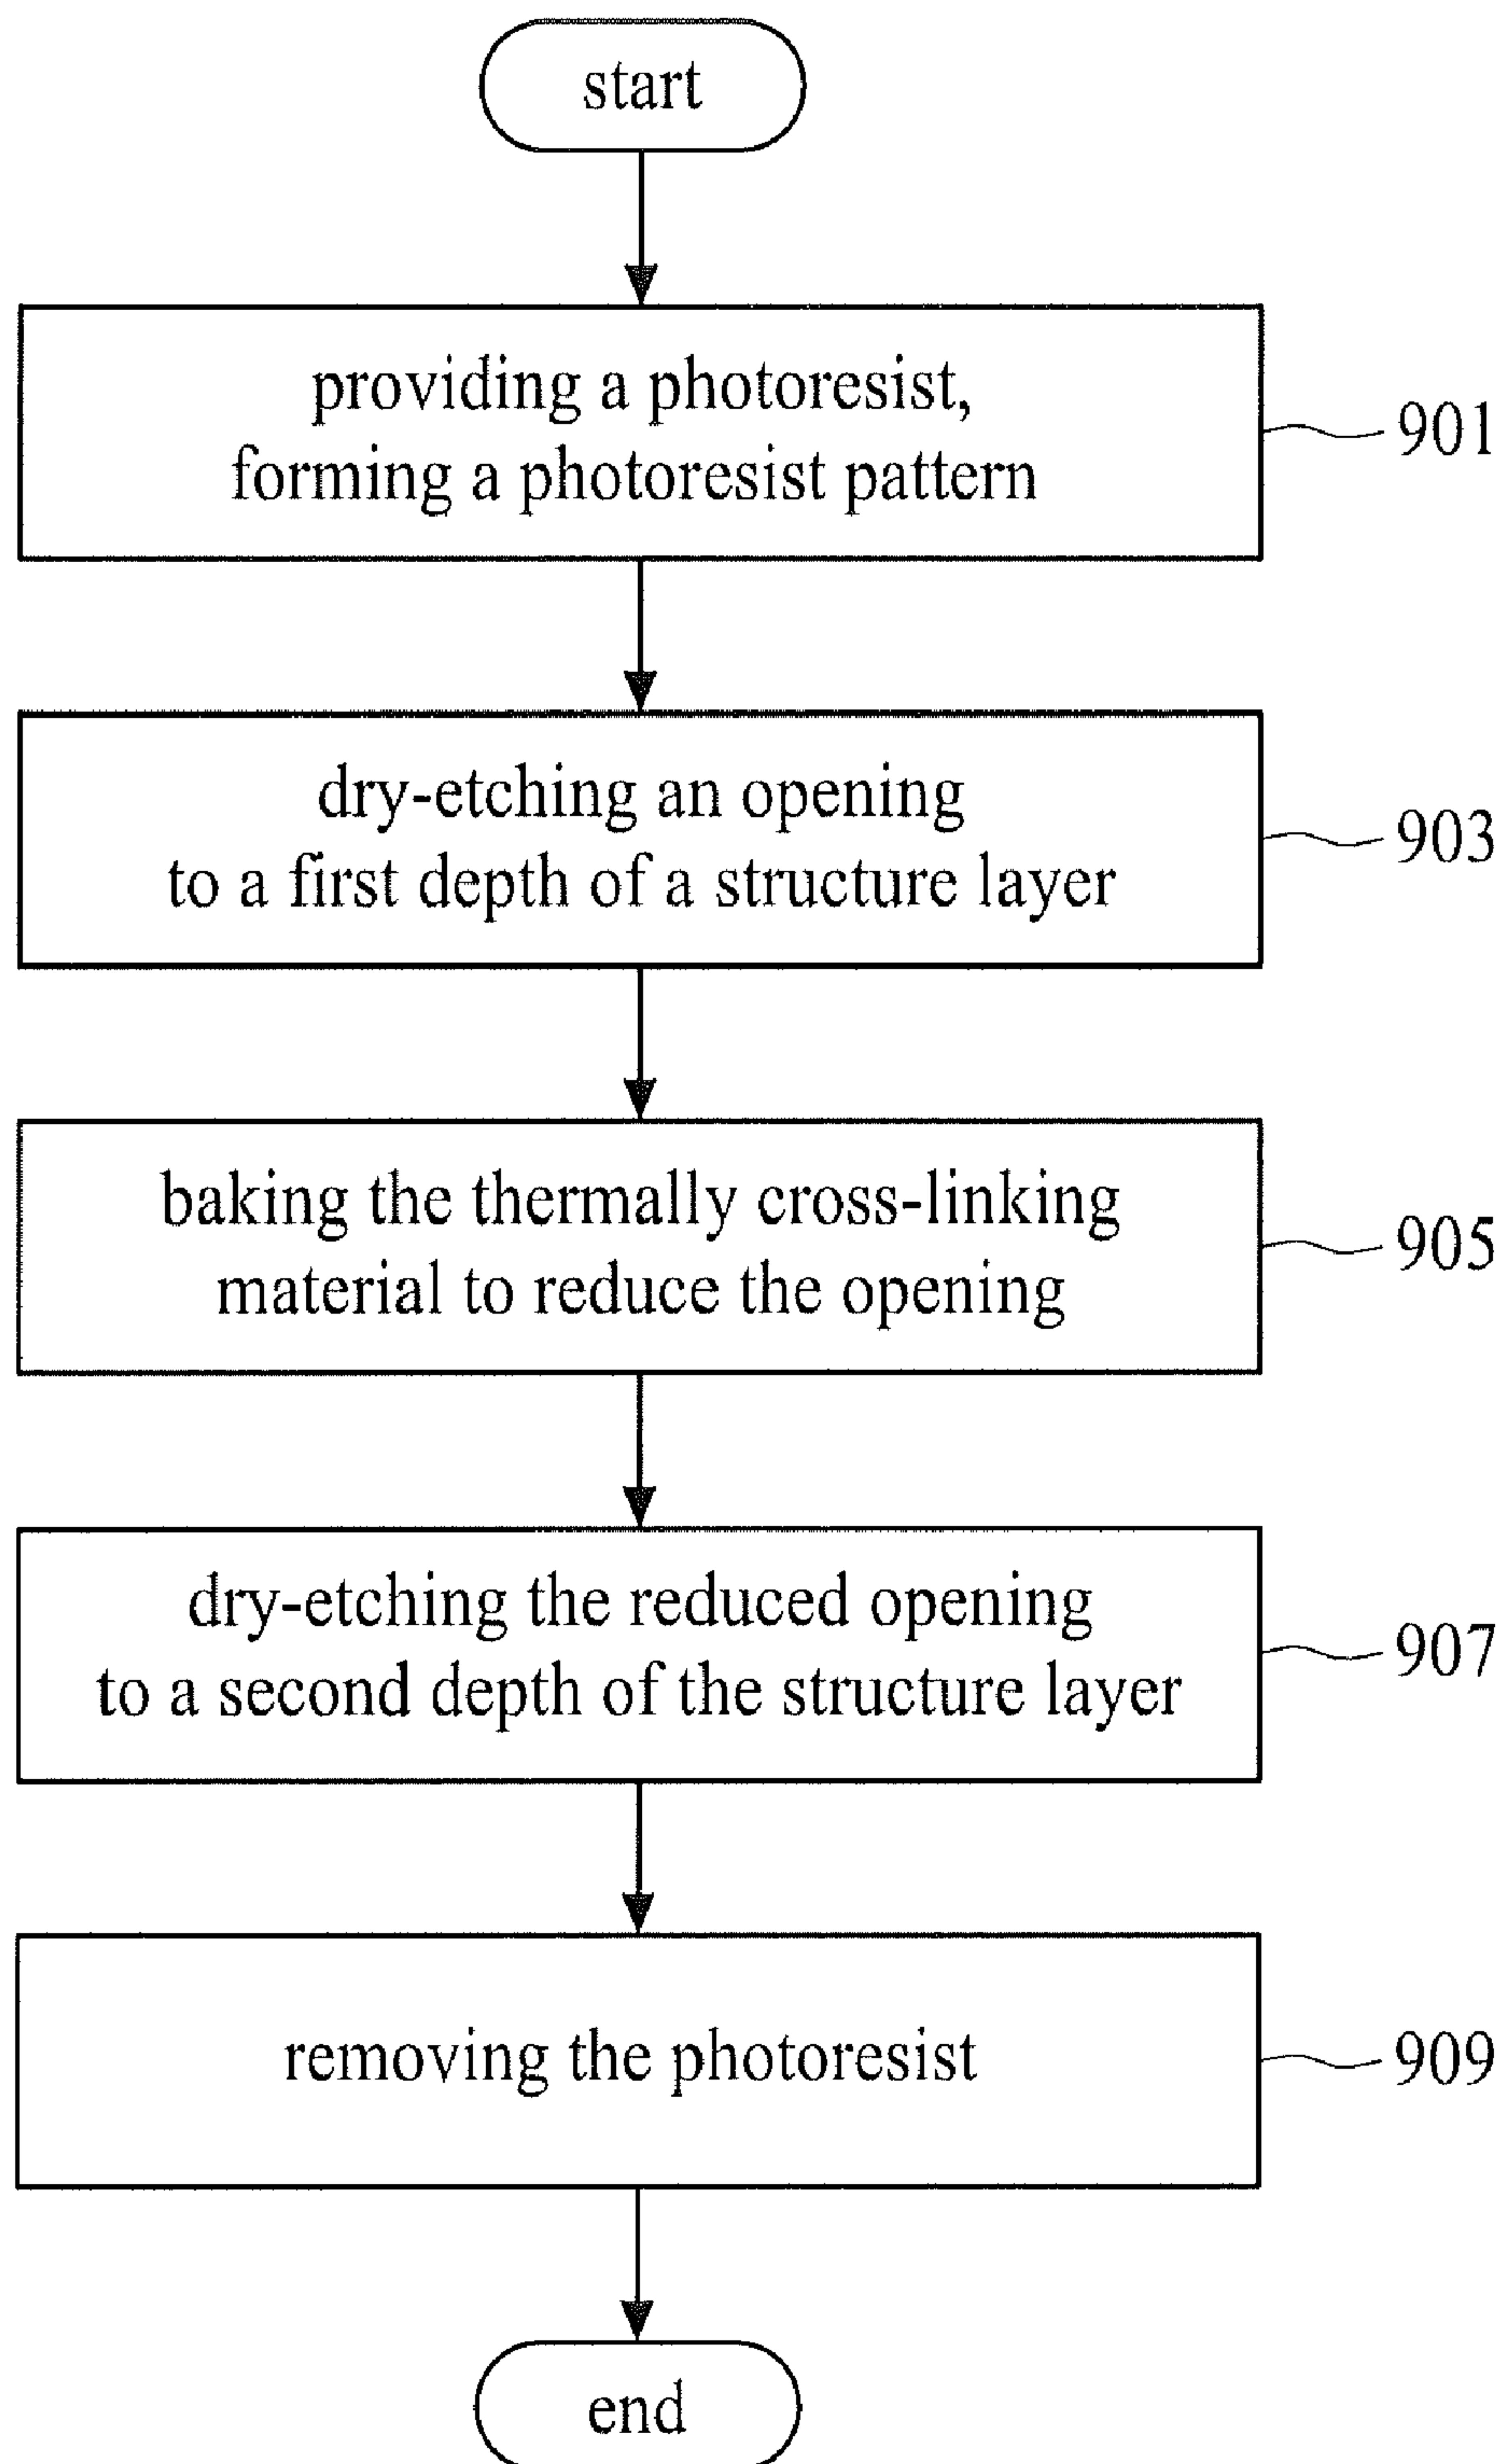 start
providing a photoresist,
forming a photoresist pattern
901
dry-etching an opening
to a first depth of a structure layer
903
baking the thermally cross-linking
material to reduce the opening
905
dry-etching the reduced opening
to a second depth of the structure layer
907
removing the photoresist
909
end